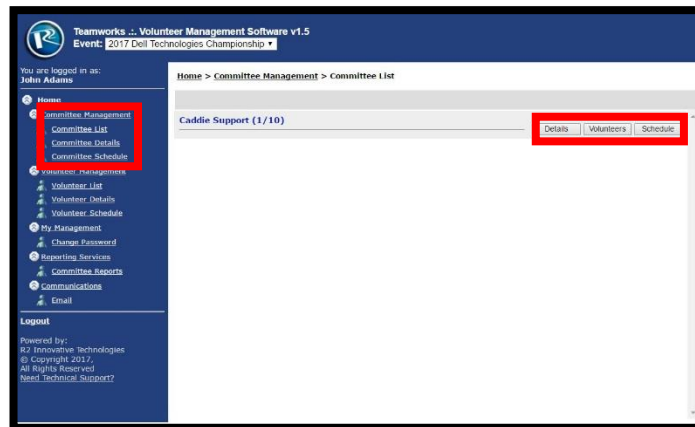 R2
Teamworks .:. Volunteer Management Software v1.5
Event: 2017 Dell Technologies Championship
You are logged in as:
John Adams
Home > Committee Management > Committee List
Home
Committee Management
Committee List
Committee Details
Committee Schedule
Volunteer Management
Volunteer List
Volunteer Details
Volunteer Schedule
My Management
Change Password
Reporting Services
Committee Reports
Communications
Email
Logout
Powered by:
R2 Innovative Technologies
© Copyright 2017,
All Rights Reserved
Need Technical Support?
Caddie Support (1/10)
Details Volunteers Schedule